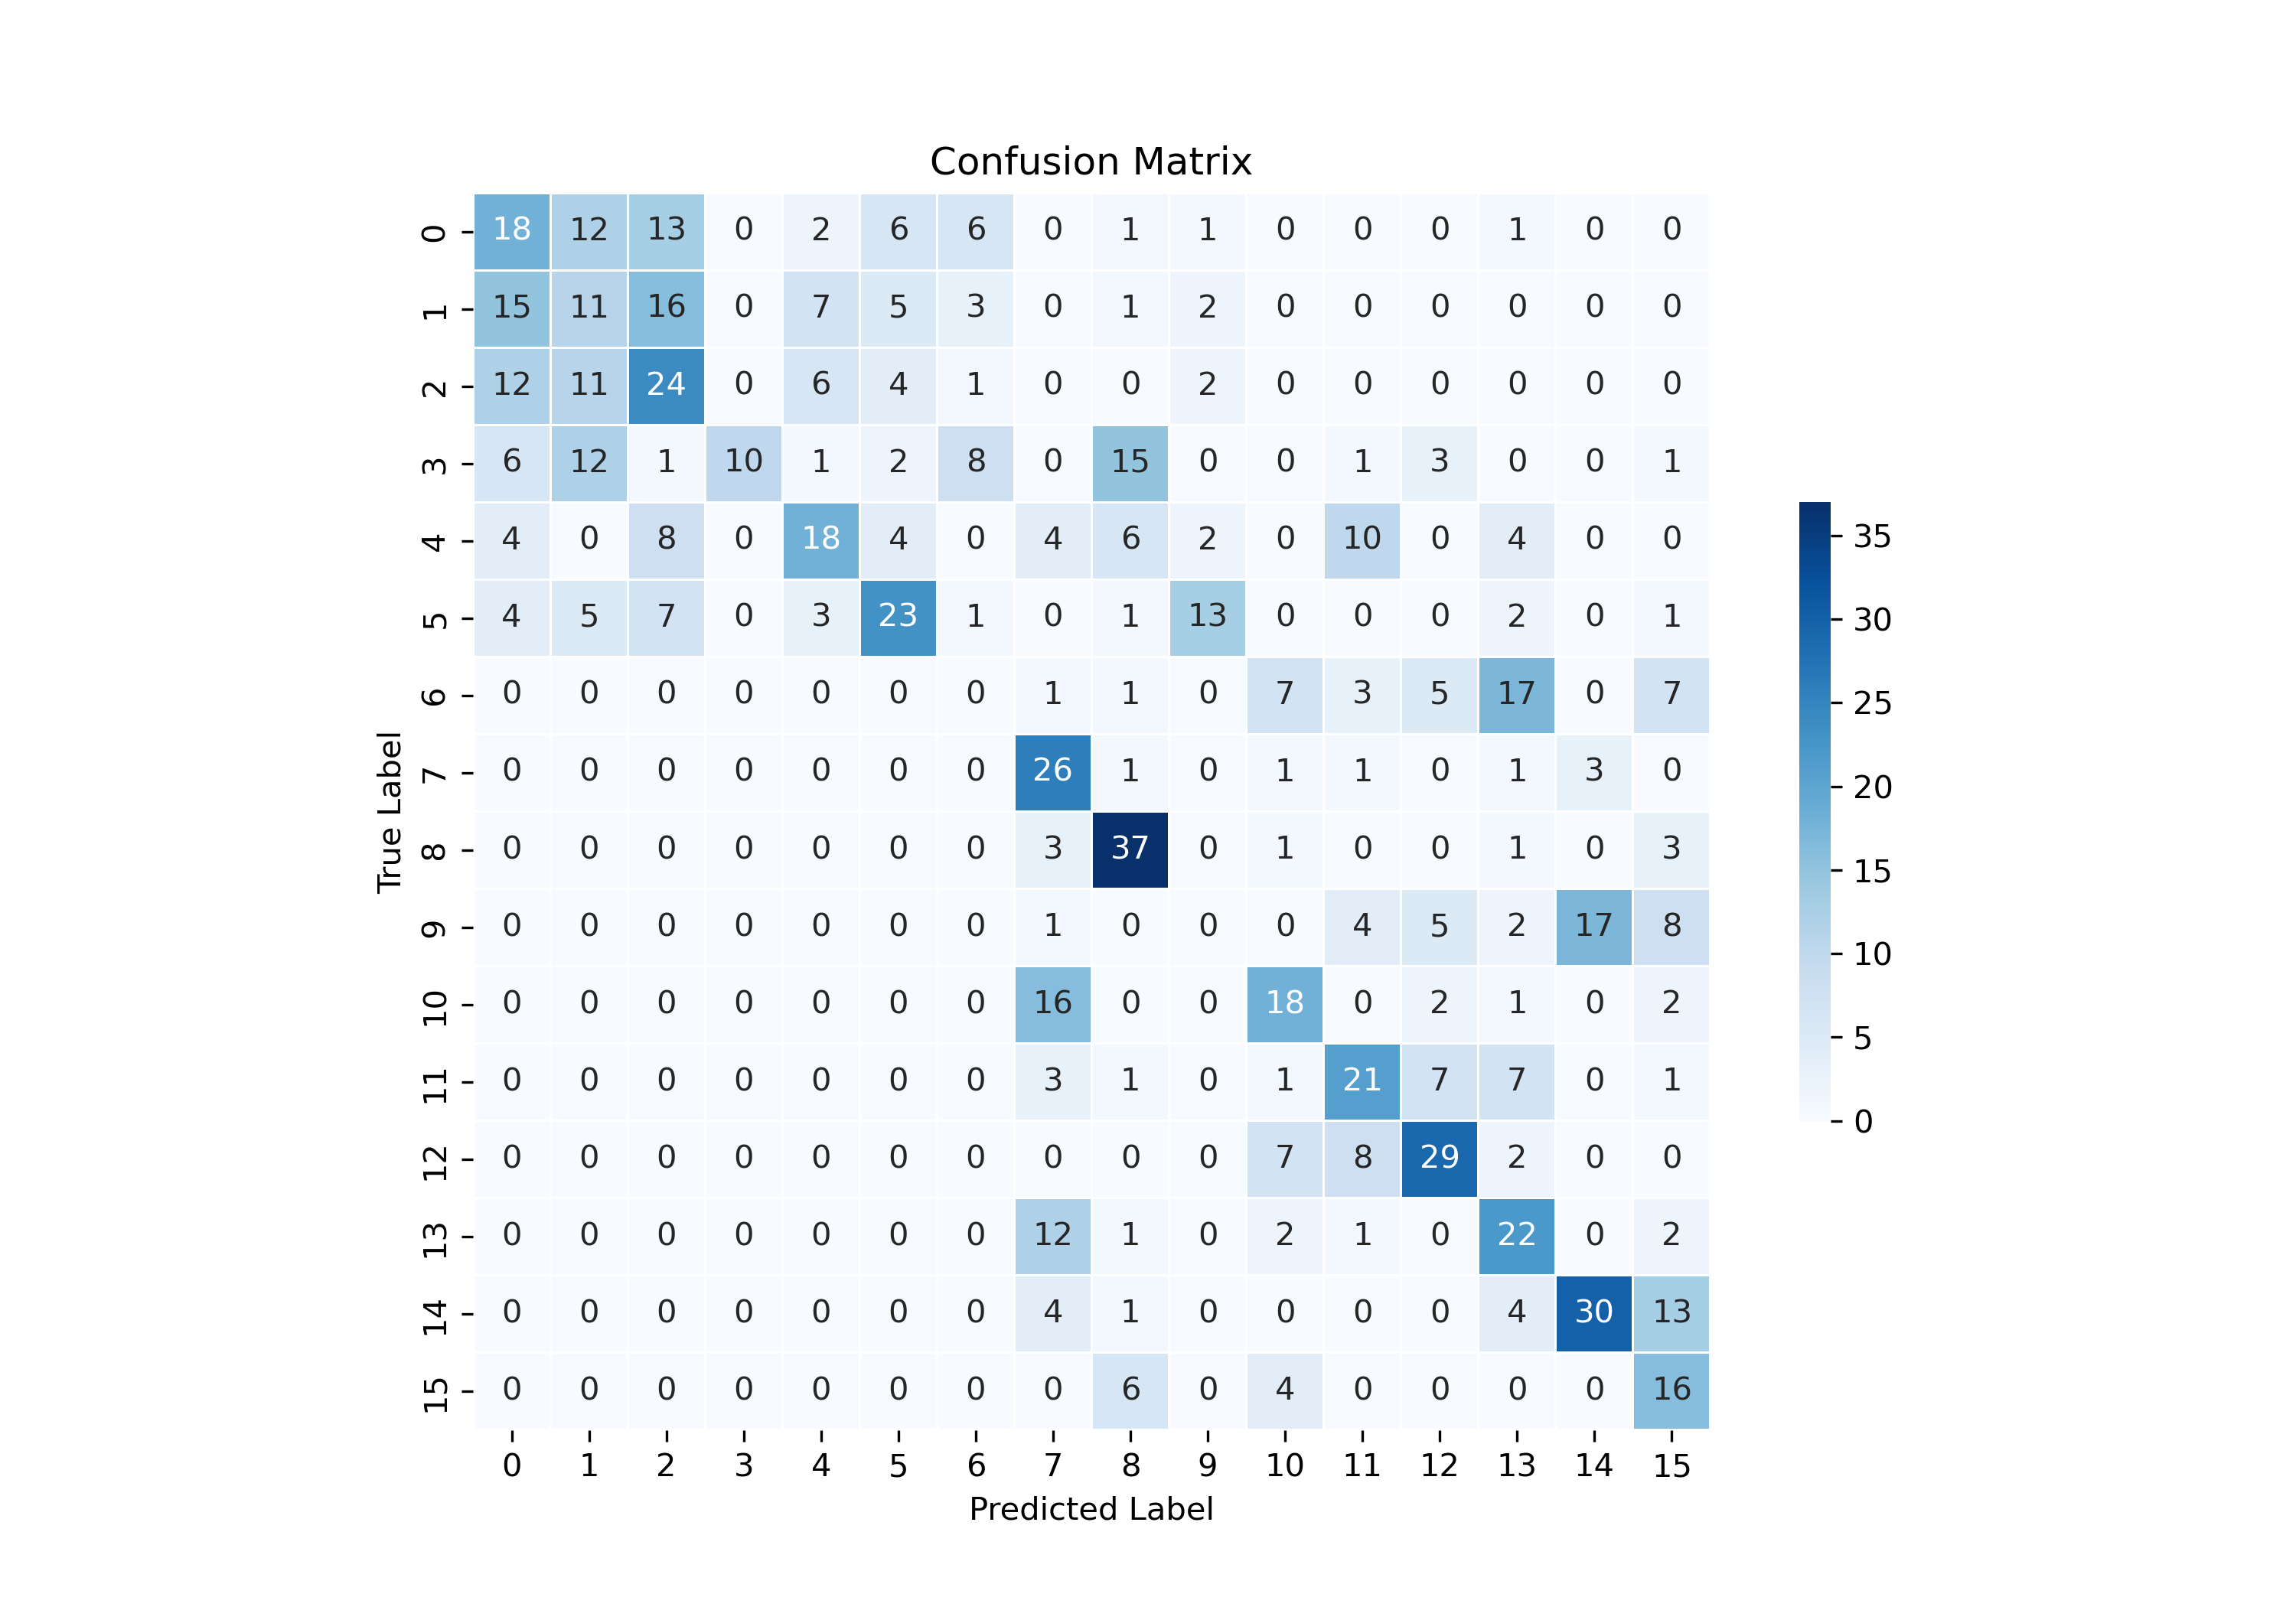 Confusion Matrix
0 18 12 13 0 2 6 6 0 1 1 0 0 0 1 0 0
1 15 11 16 0 7 5 3 0 1 2 0 0 0 0 0 0
2 12 11 24 0 6 4 1 0 0 2 0 0 0 0 0 0
3 6 12 1 10 1 2 8 0 15 0 0 1 3 0 0 1
4 4 0 8 0 18 4 0 4 6 2 0 10 0 4 0 0
5 4 5 7 0 3 23 1 0 1 13 0 0 0 2 0 1
6 0 0 0 0 0 0 0 1 1 0 7 3 5 17 0 7
7 0 0 0 0 0 0 0 26 1 0 1 1 0 1 3 0
8 0 0 0 0 0 0 0 3 37 0 1 0 0 1 0 3
9 0 0 0 0 0 0 0 1 0 0 0 4 5 2 17 8
10 0 0 0 0 0 0 0 16 0 0 18 0 2 1 0 2
11 0 0 0 0 0 0 0 3 1 0 1 21 7 7 0 1
12 0 0 0 0 0 0 0 0 0 0 7 8 29 2 0 0
13 0 0 0 0 0 0 0 12 1 0 2 1 0 22 0 2
14 0 0 0 0 0 0 0 4 1 0 0 0 0 4 30 13
15 0 0 0 0 0 0 0 0 6 0 4 0 0 0 0 16
0 1 2 3 4 5 6 7 8 9 10 11 12 13 14 15
Predicted Label
True Label
35
30
25
20
15
10
5
0